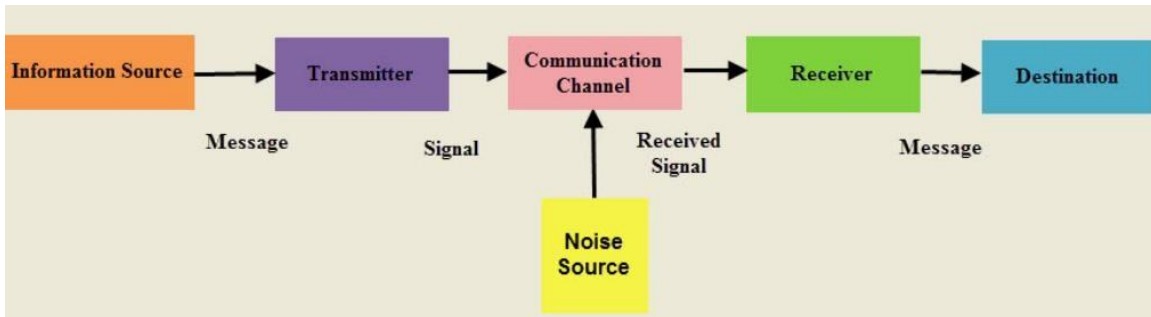 Information Source
Transmitter
Communication
Channel
Receiver
Destination
Message
Signal
Received
Signal
Message
Noise
Source